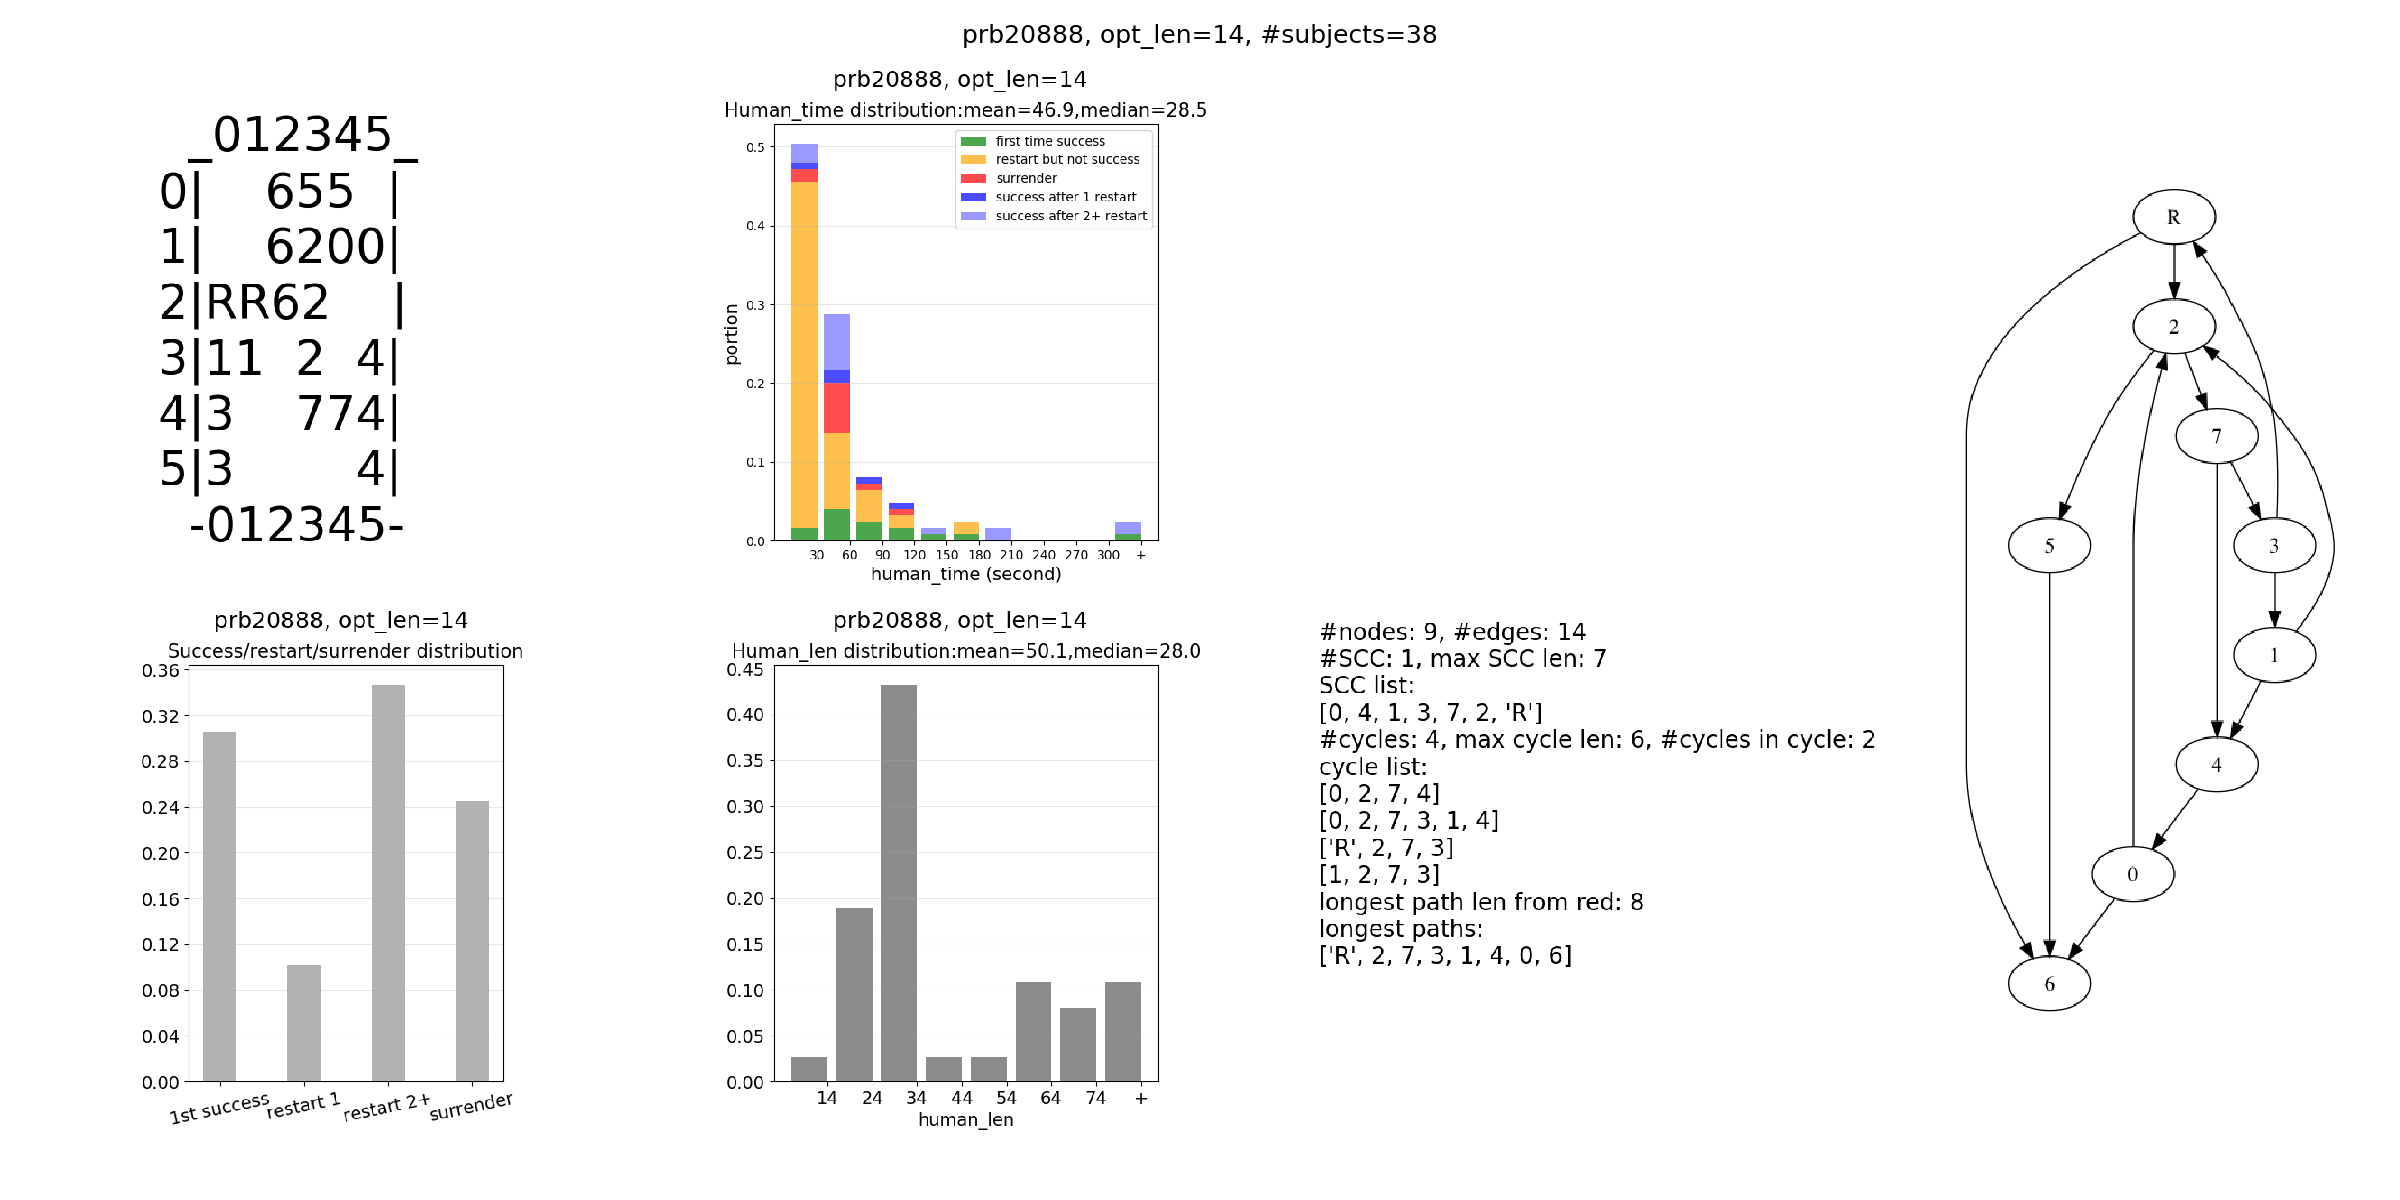 prb20888, opt_len=14, #subjects=38
_012345_
0|  655 |
1|  6200|
2|RR62  |
3|11 2 4|
4|3  774|
5|3    4|
-012345-
prb20888, opt_len=14
Human_time distribution:mean=46.9,median=28.5
first time success
restart but not success
surrender
success after 1 restart
success after 2+ restart
0.5
0.4
0.3
0.2
0.1
0.0
portion
30 60 90 120 150 180 210 240 270 300 +
human_time (second)
prb20888, opt_len=14
Success/restart/surrender distribution
0.36
0.32
0.28
0.24
0.20
0.16
0.12
0.08
0.04
0.00
1st success restart 1 restart 2+ surrender
prb20888, opt_len=14
Human_len distribution:mean=50.1,median=28.0
0.45
0.40
0.35
0.30
0.25
0.20
0.15
0.10
0.05
0.00
14 24 34 44 54 64 74 +
human_len
#nodes: 9, #edges: 14
#SCC: 1, max SCC len: 7
SCC list:
[0, 4, 1, 3, 7, 2, 'R']
#cycles: 4, max cycle len: 6, #cycles in cycle: 2
cycle list:
[0, 2, 7, 4]
[0, 2, 7, 3, 1, 4]
['R', 2, 7, 3]
[1, 2, 7, 3]
longest path len from red: 8
longest paths:
['R', 2, 7, 3, 1, 4, 0, 6]
R
2
7
5
3
1
4
0
6